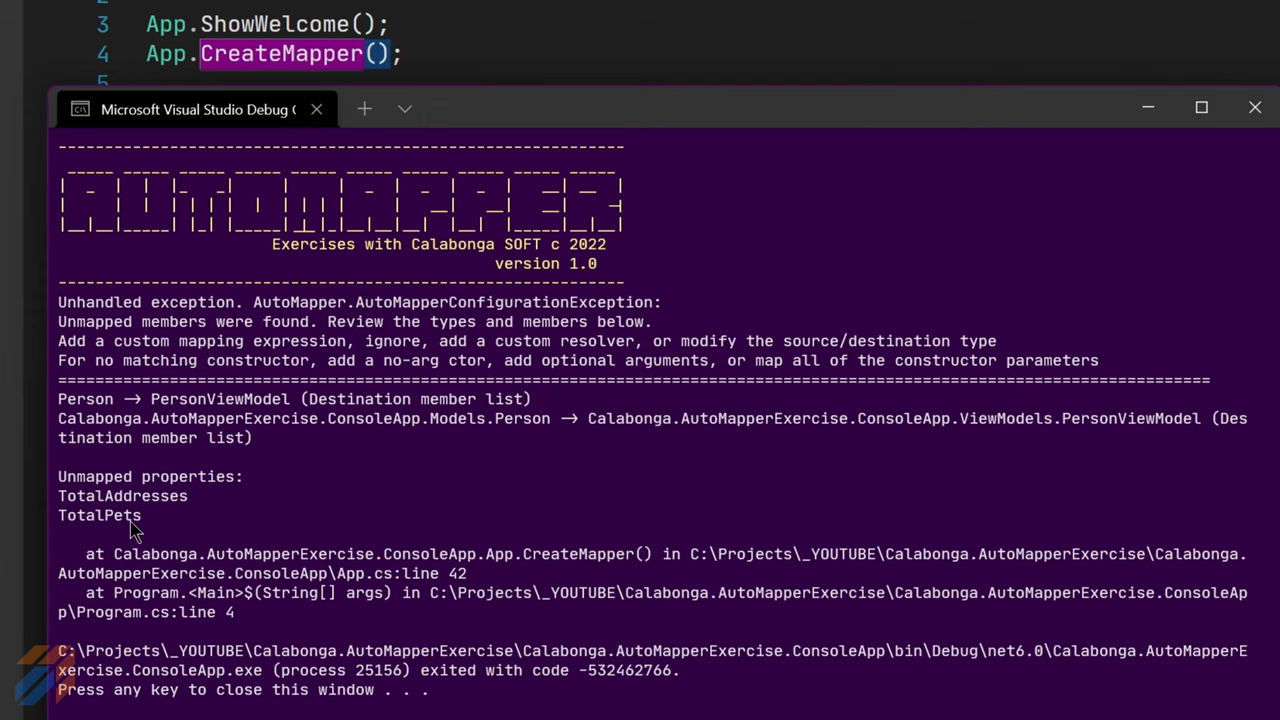 3 App.ShowWelcome();
4 App.CreateMapper();
5
Microsoft Visual Studio Debug
AUTOMAPPER
Exercises with Calabonga SOFT c 2022
version 1.0
Unhandled exception. AutoMapper.AutoMapperConfigurationException:
Unmapped members were found. Review the types and members below.
Add a custom mapping expression, ignore, add a custom resolver, or modify the source/destination type
For no matching constructor, add a no-arg ctor, add optional arguments, or map all of the constructor parameters
==========================================================================================================================
Person -> PersonViewModel (Destination member list)
Calabonga.AutoMapperExercise.ConsoleApp.Models.Person -> Calabonga.AutoMapperExercise.ConsoleApp.ViewModels.PersonViewModel (Des
tination member list)
Unmapped properties:
TotalAddresses
TotalPets
at Calabonga.AutoMapperExercise.ConsoleApp.App.CreateMapper() in C:\Projects\_YOUTUBE\Calabonga.AutoMapperExercise\Calabonga.
AutoMapperExercise.ConsoleApp\App.cs:line 42
at Program.<Main>$(String[] args) in C:\Projects\_YOUTUBE\Calabonga.AutoMapperExercise\Calabonga.AutoMapperExercise.ConsoleAp
p\Program.cs:line 4
C:\Projects\_YOUTUBE\Calabonga.AutoMapperExercise\Calabonga.AutoMapperExercise.ConsoleApp\bin\Debug\net6.0\Calabonga.AutoMapperE
xercise.ConsoleApp.exe (process 25156) exited with code -532462766.
Press any key to close this window . . .